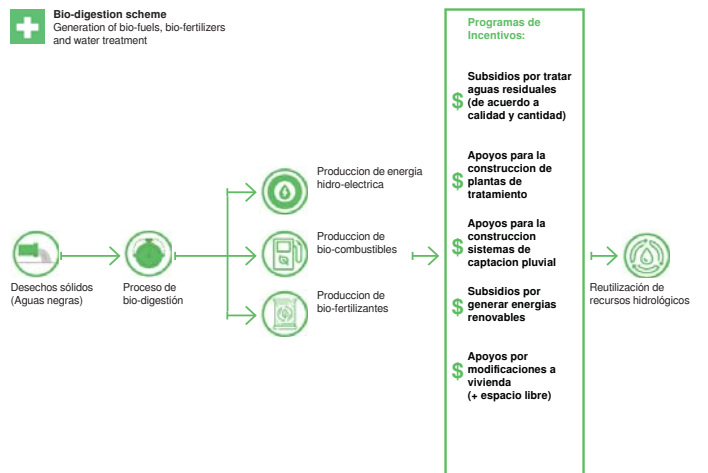 Bio-digestion scheme
Generation of bio-fuels, bio-fertilizers
and water treatment
Desechos sólidos
(Aguas negras)
Proceso de
bio-digestión
Produccion de energia
hidro-electrica
Produccion de
bio-combustibles
Produccion de
bio-fertilizantes
Programas de
Incentivos:
$
Subsidios por tratar
aguas residuales
(de acuerdo a
calidad y cantidad)
$
Apoyos para la
construccion de
plantas de
tratamiento
$
Apoyos para la
construccion
sistemas de
captacion pluvial
$
Subsidios por
generar energías
renovables
$
Apoyos por
modificaciones a
vivienda
(+ espacio libre)
Reutilización de
recursos hidrológicos